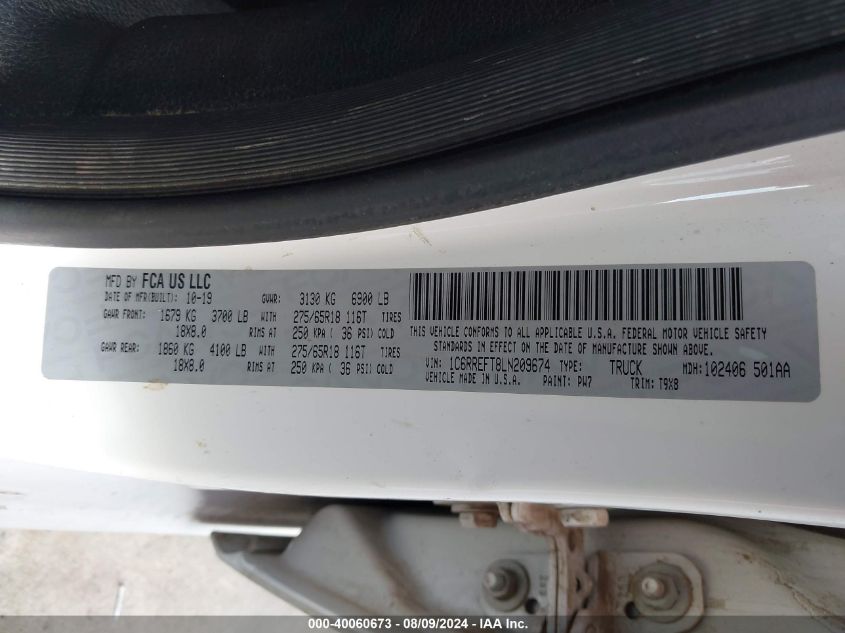 MFD BY FCA US LLC
DATE OF MFR(BUILT): 10-19 GVWR: 3130 KG 6900 LB
GAWR FRONT: 1679 KG 3700 LB WITH 275/65R18 116T TIRES
18X8.0 RIMS AT 250 KPA ( 36 PSI) COLD
GAWR REAR: 1860 KG 4100 LB WITH 275/65R18 116T TIRES
18X8.0 RIMS AT 250 KPA ( 36 PSI) COLD
THIS VEHICLE CONFORMS TO ALL APPLICABLE U.S.A. FEDERAL MOTOR VEHICLE SAFETY
STANDARDS IN EFFECT ON THE DATE OF MANUFACTURE SHOWN ABOVE.
VIN: 1C6RREFT8LN209674 TYPE: TRUCK MDH: 102406 501AA
VEHICLE MADE IN U.S.A. PAINT: PW7 TRIM: T9X8
000-40060673 - 08/09/2024 - IAA Inc.